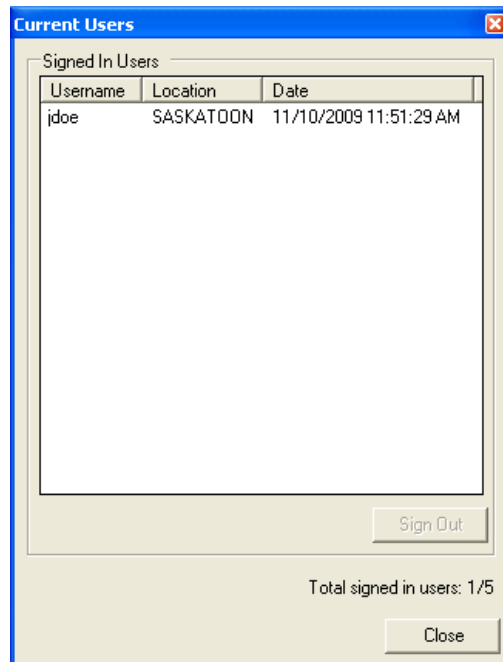 Current Users
Signed In Users
Username Location Date
jdoe SASKATOON 11/10/2009 11:51:29 AM
Sign Out
Total signed in users: 1/5
Close